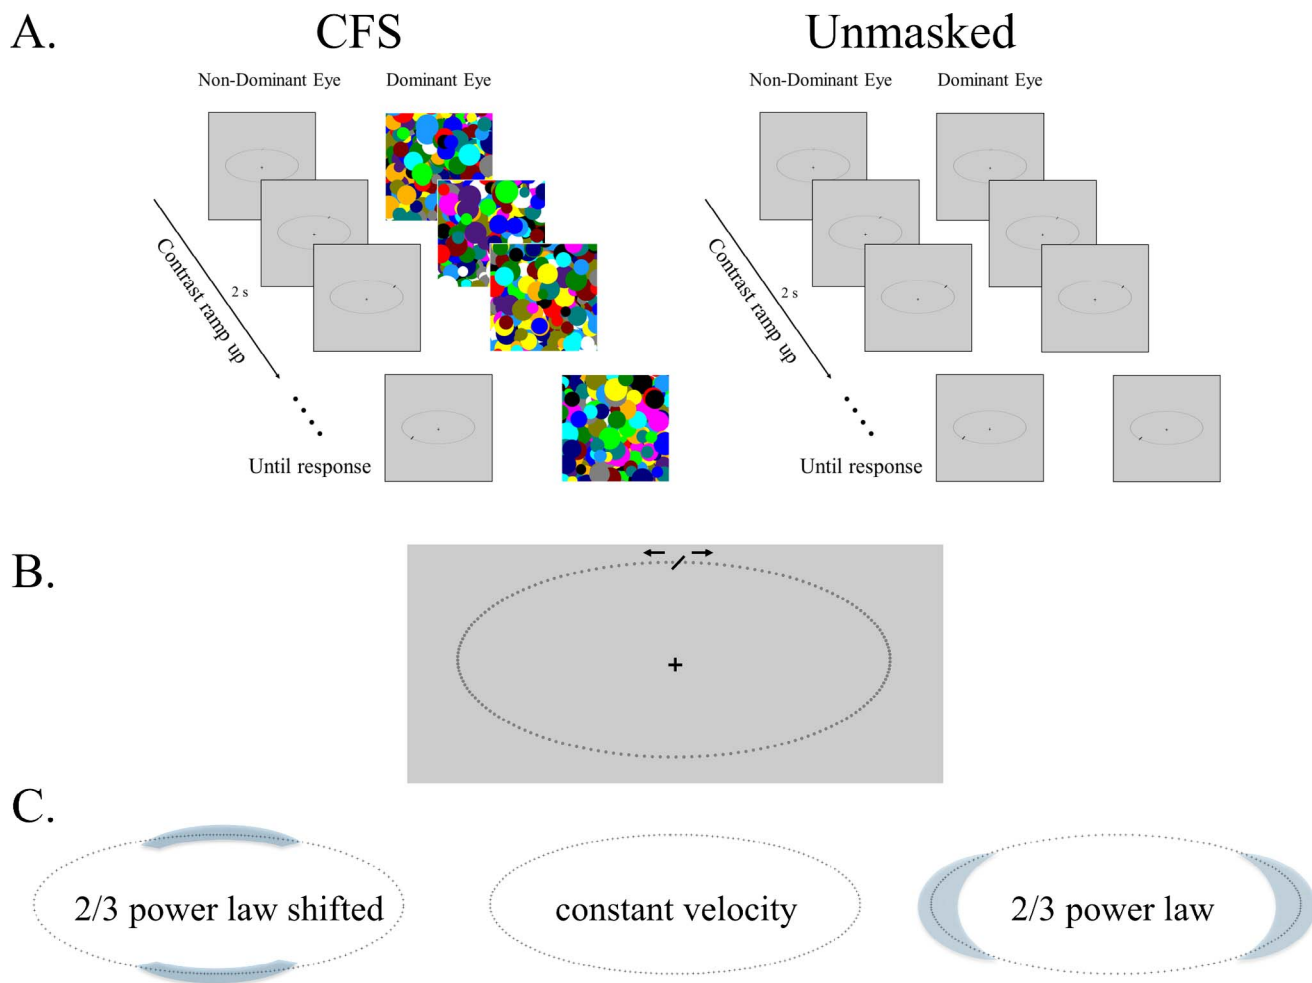 A.
CFS
Unmasked
Non-Dominant Eye
Dominant Eye
Non-Dominant Eye
Dominant Eye
Contrast ramp up
2 s
Contrast ramp up
2 s
Until response
Until response
B.
C.
2/3 power law shifted
constant velocity
2/3 power law